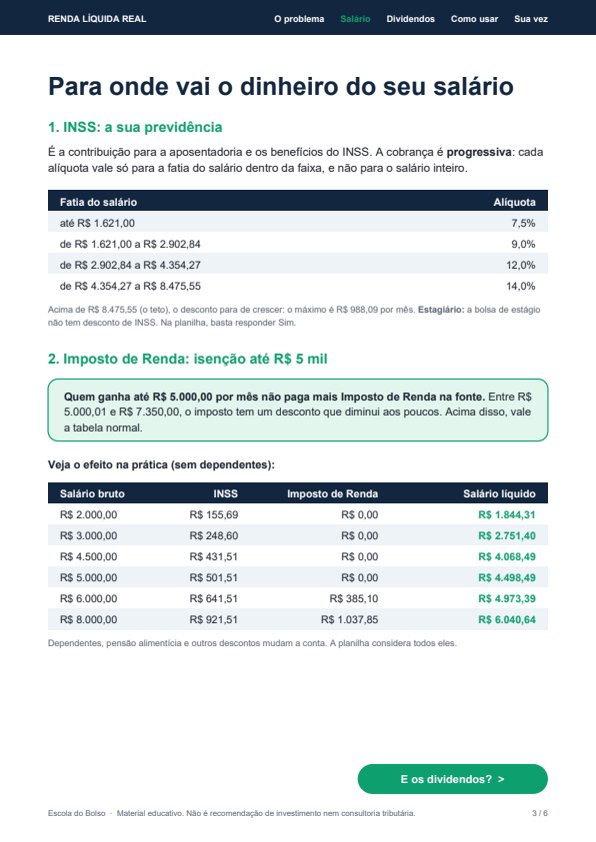 RENDA LÍQUIDA REAL O problema Salário Dividendos Como usar Sua vez
Para onde vai o dinheiro do seu salário
1. INSS: a sua previdência
É a contribuição para a aposentadoria e os benefícios do INSS. A cobrança é progressiva: cada
alíquota vale só para a fatia do salário dentro da faixa, e não para o salário inteiro.
Fatia do salário Alíquota
até R$ 1.621,00 7,5%
de R$ 1.621,00 a R$ 2.902,84 9,0%
de R$ 2.902,84 a R$ 4.354,27 12,0%
de R$ 4.354,27 a R$ 8.475,55 14,0%
Acima de R$ 8.475,55 (o teto), o desconto para de crescer: o máximo é R$ 988,09 por mês. Estagiário: a bolsa de estágio
não tem desconto de INSS. Na planilha, basta responder Sim.
2. Imposto de Renda: isenção até R$ 5 mil
Quem ganha até R$ 5.000,00 por mês não paga mais Imposto de Renda na fonte. Entre R$
5.000,01 e R$ 7.350,00, o imposto tem um desconto que diminui aos poucos. Acima disso, vale
a tabela normal.
Veja o efeito na prática (sem dependentes):
Salário bruto INSS Imposto de Renda Salário líquido
R$ 2.000,00 R$ 155,69 R$ 0,00 R$ 1.844,31
R$ 3.000,00 R$ 248,60 R$ 0,00 R$ 2.751,40
R$ 4.500,00 R$ 431,51 R$ 0,00 R$ 4.068,49
R$ 5.000,00 R$ 501,51 R$ 0,00 R$ 4.498,49
R$ 6.000,00 R$ 641,51 R$ 385,10 R$ 4.973,39
R$ 8.000,00 R$ 921,51 R$ 1.037,85 R$ 6.040,64
Dependentes, pensão alimentícia e outros descontos mudam a conta. A planilha considera todos eles.
E os dividendos? >
Escola do Bolso · Material educativo. Não é recomendação de investimento nem consultoria tributária. 3 / 6